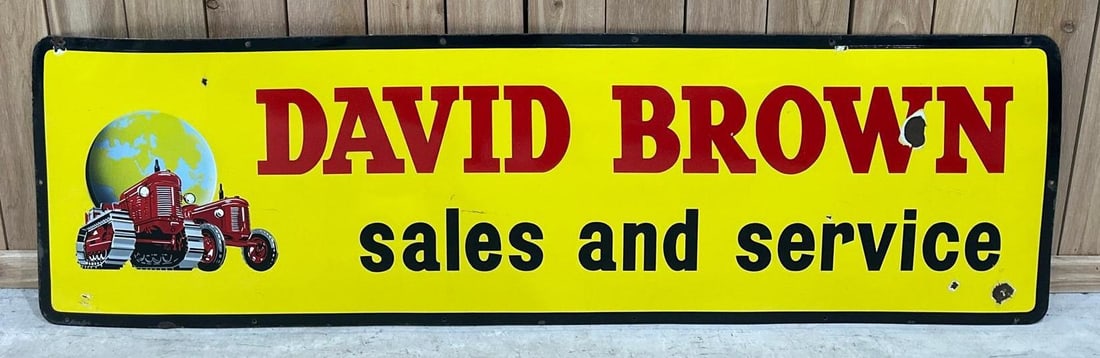 DAVID BROWN
sales and service